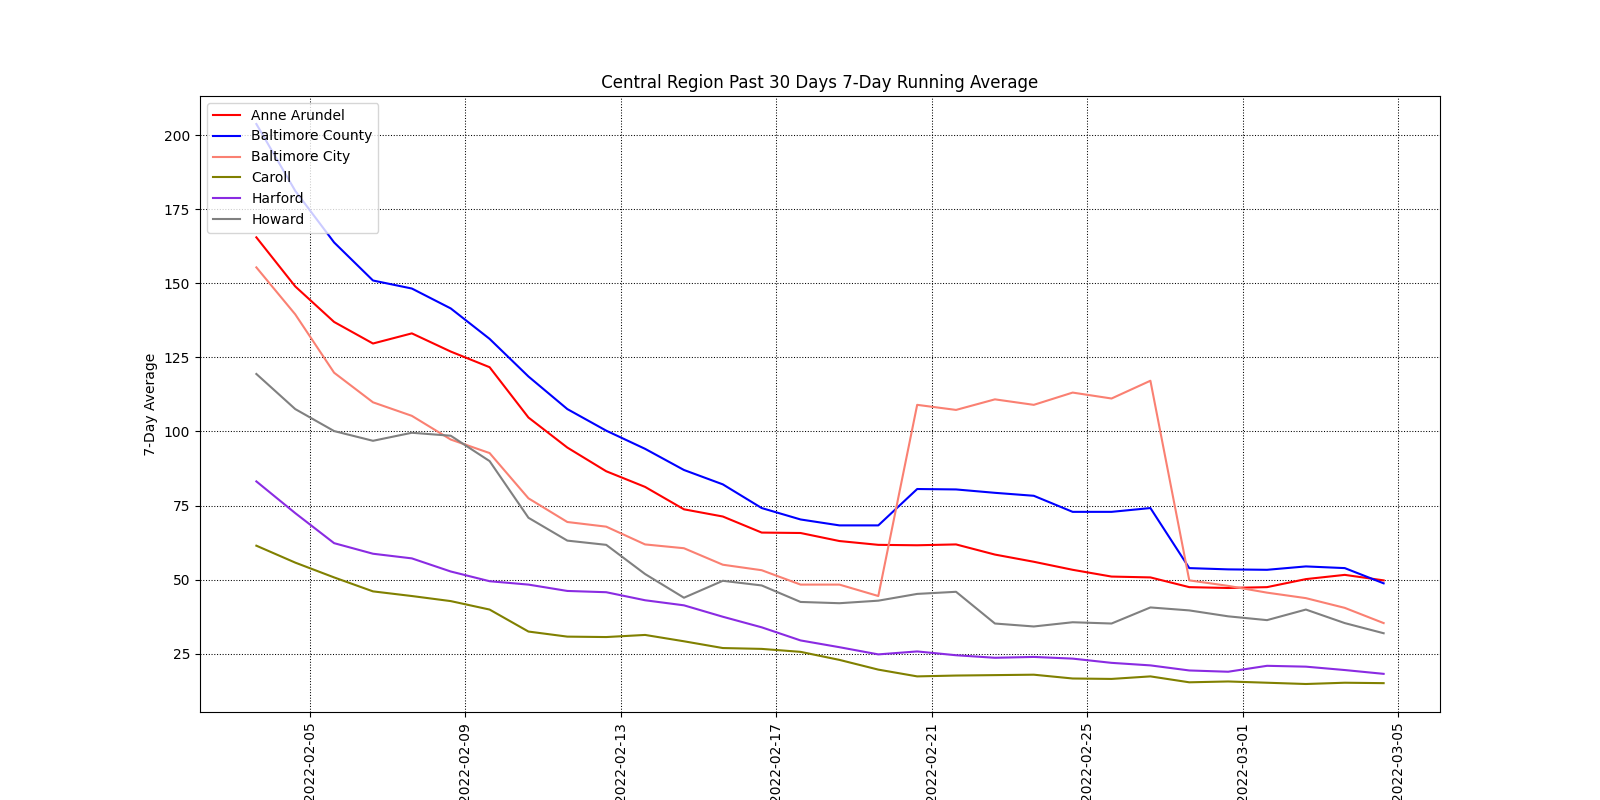 Central Region Past 30 Days 7-Day Running Average
Anne Arundel
Baltimore County
Baltimore City
Caroll
Harford
Howard
7-Day Average
200
175
150
125
100
75
50
25
2022-02-05
2022-02-09
2022-02-13
2022-02-17
2022-02-21
2022-02-25
2022-03-01
2022-03-05